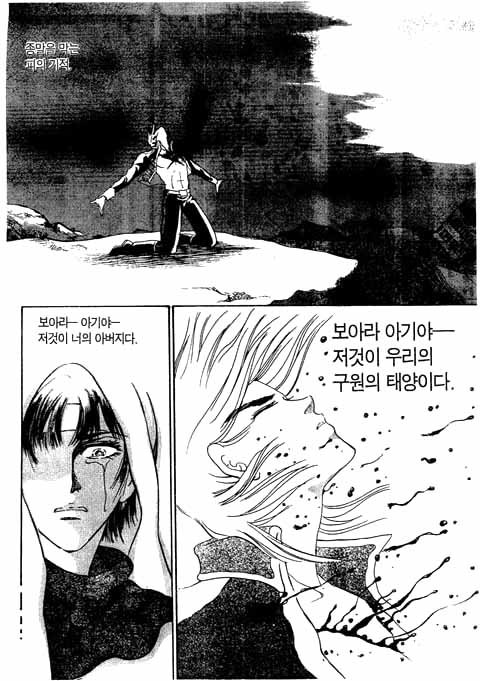 종말을 막는
피의 기적.
보아라— 아기야—
저것이 너의 아버지다.
보아라 아기야—
저것이 우리의
구원의 태양이다.